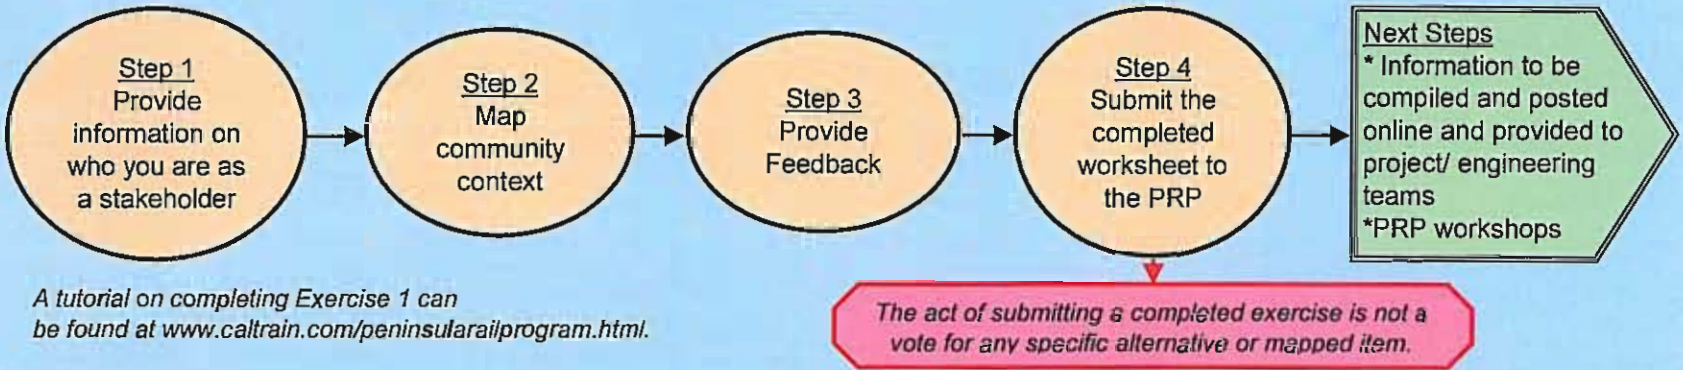 Step 1
Provide
information on
who you are as
a stakeholder
Step 2
Map
community
context
Step 3
Provide
Feedback
Step 4
Submit the
completed
worksheet to
the PRP
Next Steps
* Information to be
compiled and posted
online and provided to
project/ engineering
teams
*PRP workshops
A tutorial on completing Exercise 1 can
be found at www.caltrain.com/peninsularailprogram.html.
The act of submitting a completed exercise is not a
vote for any specific alternative or mapped item.